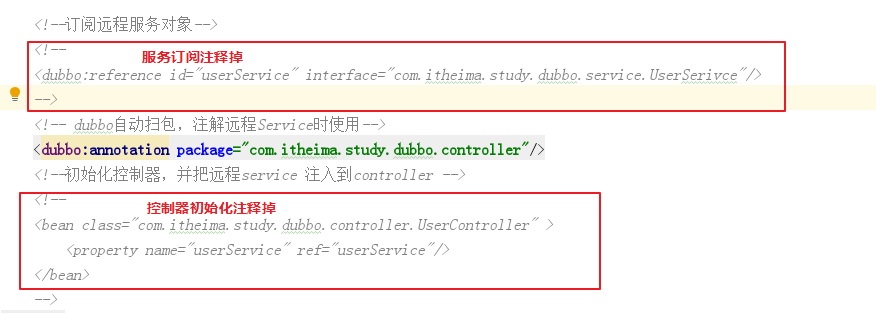 <!--订阅远程服务对象-->
<!--
服务订阅注释掉
<dubbo:reference id="userService" interface="com.itheima.study.dubbo.service.UserSerivce"/>
-->
<!-- dubbo自动扫包，注解远程Service时使用-->
<dubbo:annotation package="com.itheima.study.dubbo.controller"/>
<!--初始化控制器，并把远程service 注入到controller -->
<!--
控制器初始化注释掉
<bean class="com.itheima.study.dubbo.controller.UserController" >
<property name="userService" ref="userService"/>
</bean>
-->